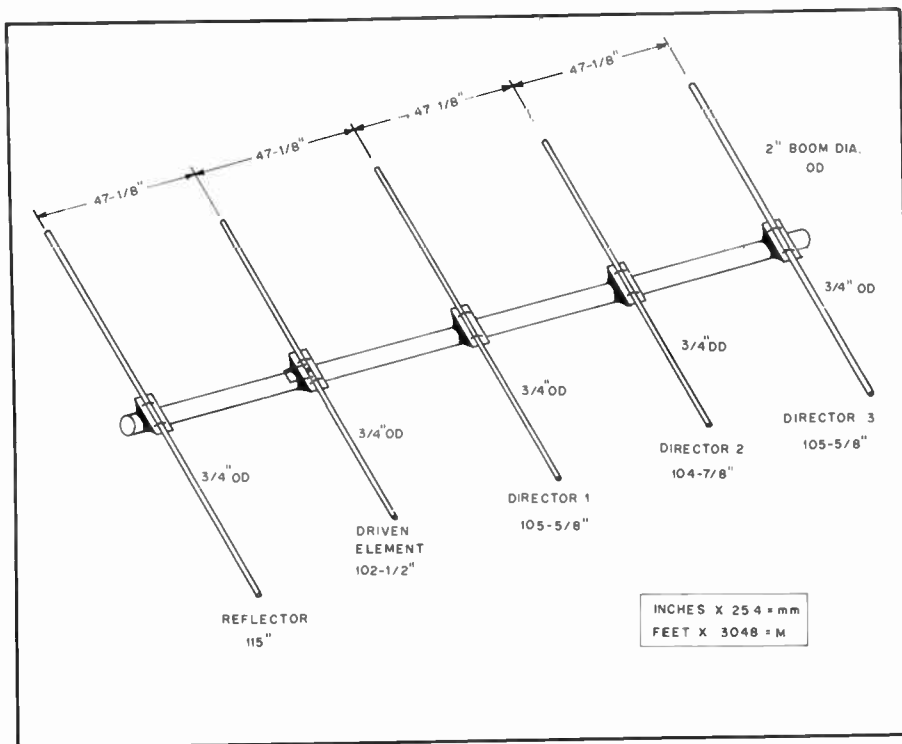 47-1/8"
47-1/8"
47 1/8"
47-1/8"
2" BOOM DIA.
OD
3/4" OD
3/4"OD
3/4"OD
3/4"OD
3/4"OD
DIRECTOR 3
105-5/8"
DIRECTOR 2
104-7/8"
DIRECTOR 1
105-5/8"
DRIVEN
ELEMENT
102-1/2"
REFLECTOR
115"
INCHES X 25 4 = mm
FEET X 3048 = M